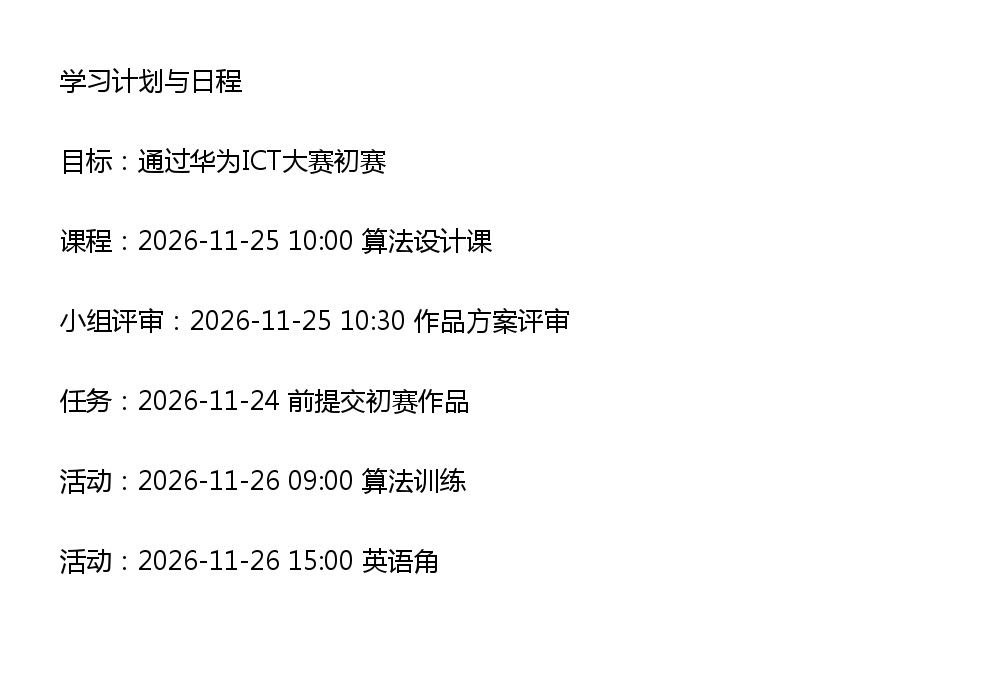 学习计划与日程
目标：通过华为ICT大赛初赛
课程：2026-11-25 10:00 算法设计课
小组评审：2026-11-25 10:30 作品方案评审
任务：2026-11-24 前提交初赛作品
活动：2026-11-26 09:00 算法训练
活动：2026-11-26 15:00 英语角